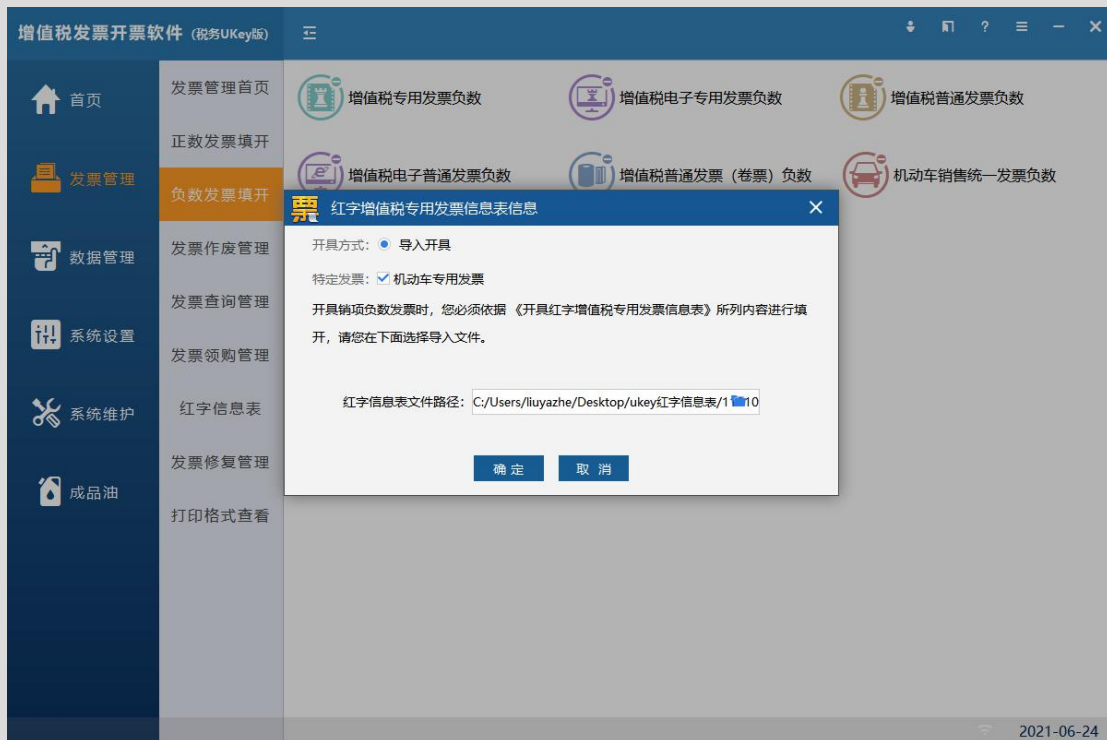 增值税发票开票软件 (税务UKey版)
?
首页
发票管理
数据管理
系统设置
系统维护
成品油
发票管理首页
正数发票填开
负数发票填开
发票作废管理
发票查询管理
发票领购管理
红字信息表
发票修复管理
打印格式查看
增值税专用发票负数
增值税电子专用发票负数
增值税普通发票负数
增值税电子普通发票负数
增值税普通发票（卷票）负数
机动车销售统一发票负数
票 红字增值税专用发票信息表信息
开具方式： 导入开具
特定发票： 机动车专用发票
开具销项负数发票时，您必须依据《开具红字增值税专用发票信息表》所列内容进行填
开，请您在下面选择导入文件。
红字信息表文件路径： C:/Users/liuyazhe/Desktop/ukey红字信息表/
确 定
取 消
2021-06-24